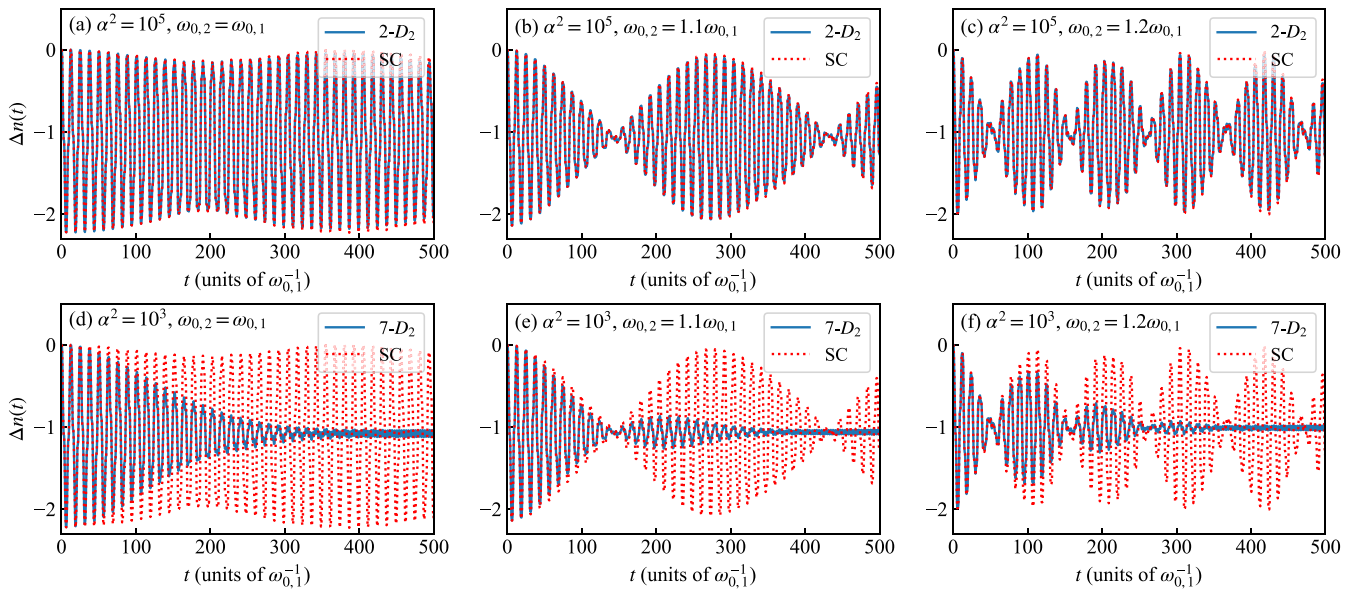 (a) α² = 10⁵, ω₀,₂ = ω₀,₁
2-D₂
SC
0
−1
−2
Δn(t)
0 100 200 300 400 500
t (units of ω₀,₁⁻¹)
(b) α² = 10⁵, ω₀,₂ = 1.1ω₀,₁
2-D₂
SC
0
−1
−2
0 100 200 300 400 500
t (units of ω₀,₁⁻¹)
(c) α² = 10⁵, ω₀,₂ = 1.2ω₀,₁
2-D₂
SC
0
−1
−2
0 100 200 300 400 500
t (units of ω₀,₁⁻¹)
(d) α² = 10³, ω₀,₂ = ω₀,₁
7-D₂
SC
0
−1
−2
Δn(t)
0 100 200 300 400 500
t (units of ω₀,₁⁻¹)
(e) α² = 10³, ω₀,₂ = 1.1ω₀,₁
7-D₂
SC
0
−1
−2
0 100 200 300 400 500
t (units of ω₀,₁⁻¹)
(f) α² = 10³, ω₀,₂ = 1.2ω₀,₁
7-D₂
SC
0
−1
−2
0 100 200 300 400 500
t (units of ω₀,₁⁻¹)